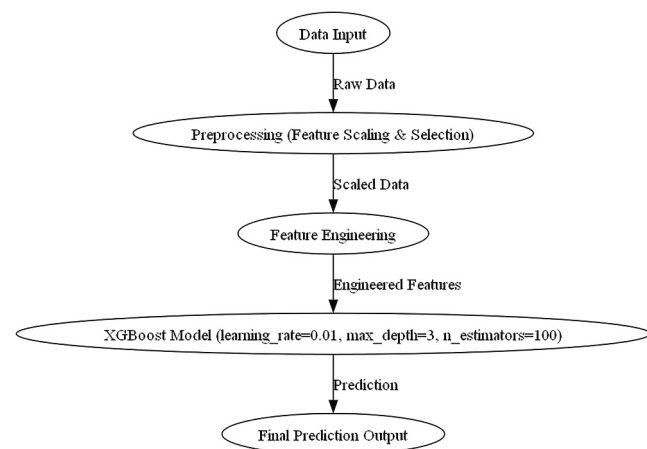 Data Input
Raw Data
Preprocessing (Feature Scaling & Selection)
Scaled Data
Feature Engineering
Engineered Features
XGBoost Model (learning_rate=0.01, max_depth=3, n_estimators=100)
Prediction
Final Prediction Output